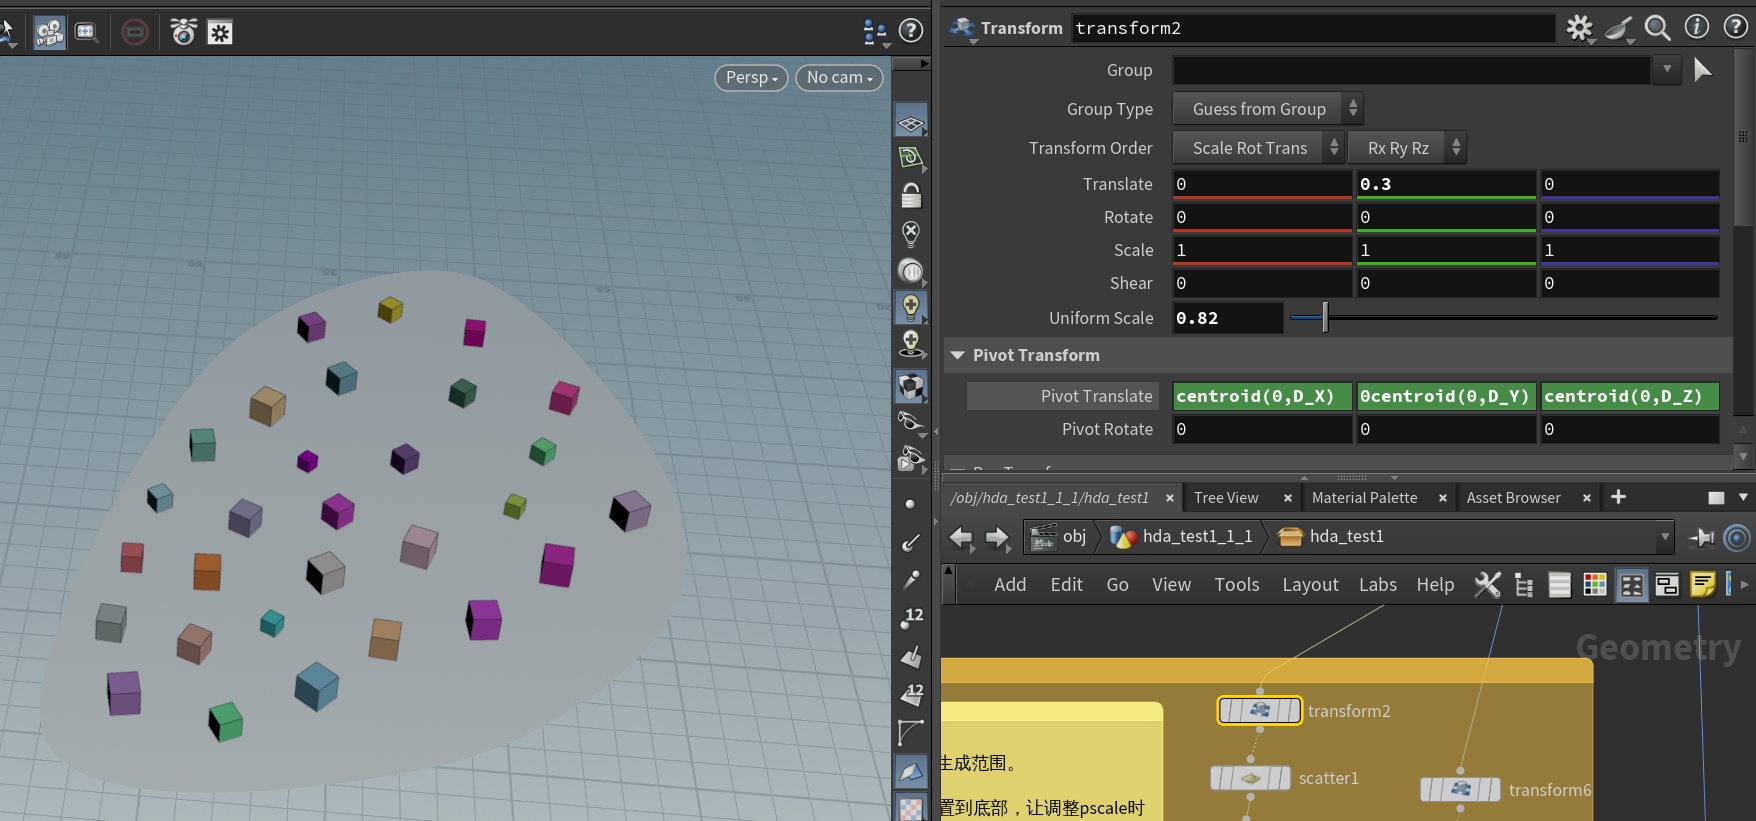 Persp
No cam
12
12
Transform
transform2
Group
Group Type
Guess from Group
Transform Order
Scale Rot Trans
Rx Ry Rz
Translate
0
0.3
0
Rotate
0
0
0
Scale
1
1
1
Shear
0
0
0
Uniform Scale
0.82
Pivot Transform
Pivot Translate
centroid(0,D_X)
0centroid(0,D_Y)
centroid(0,D_Z)
Pivot Rotate
0
0
0
/obj/hda_test1_1_1/hda_test1
Tree View
Material Palette
Asset Browser
obj
hda_test1_1_1
hda_test1
Add
Edit
Go
View
Tools
Layout
Labs
Help
Geometry
transform2
生成范围。
scatter1
transform6
置到底部，让调整pscale时